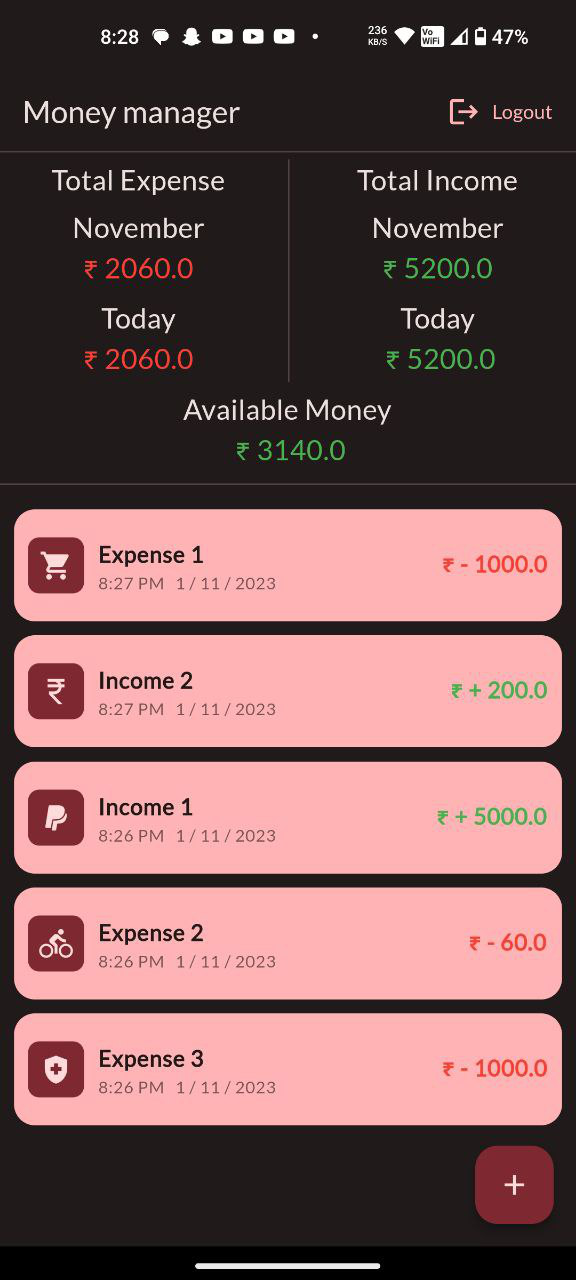 8:28 236 KB/S Vo WiFi 47%
Money manager Logout
Total Expense Total Income
November November
₹ 2060.0 ₹ 5200.0
Today Today
₹ 2060.0 ₹ 5200.0
Available Money
₹ 3140.0
Expense 1
8:27 PM 1 / 11 / 2023
₹ - 1000.0
Income 2
8:27 PM 1 / 11 / 2023
₹ + 200.0
Income 1
8:26 PM 1 / 11 / 2023
₹ + 5000.0
Expense 2
8:26 PM 1 / 11 / 2023
₹ - 60.0
Expense 3
8:26 PM 1 / 11 / 2023
₹ - 1000.0
+